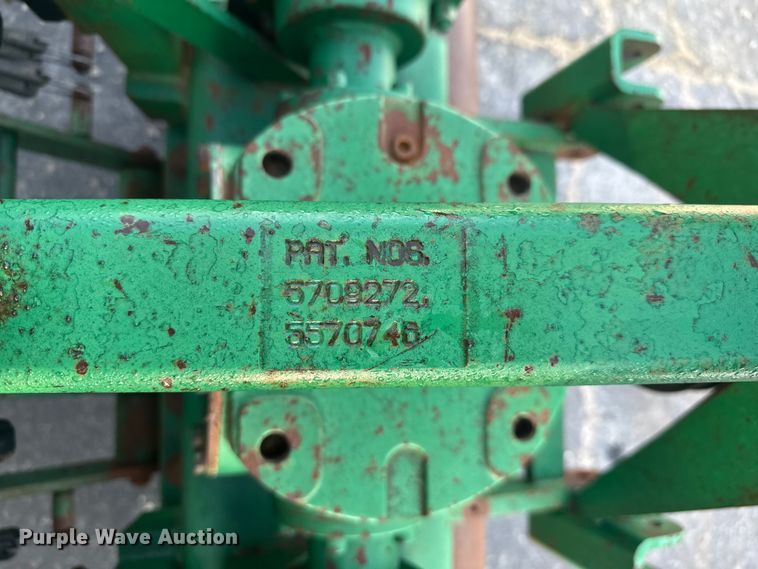 PAT. NOS.
5709272,
5570746.
Purple Wave Auction